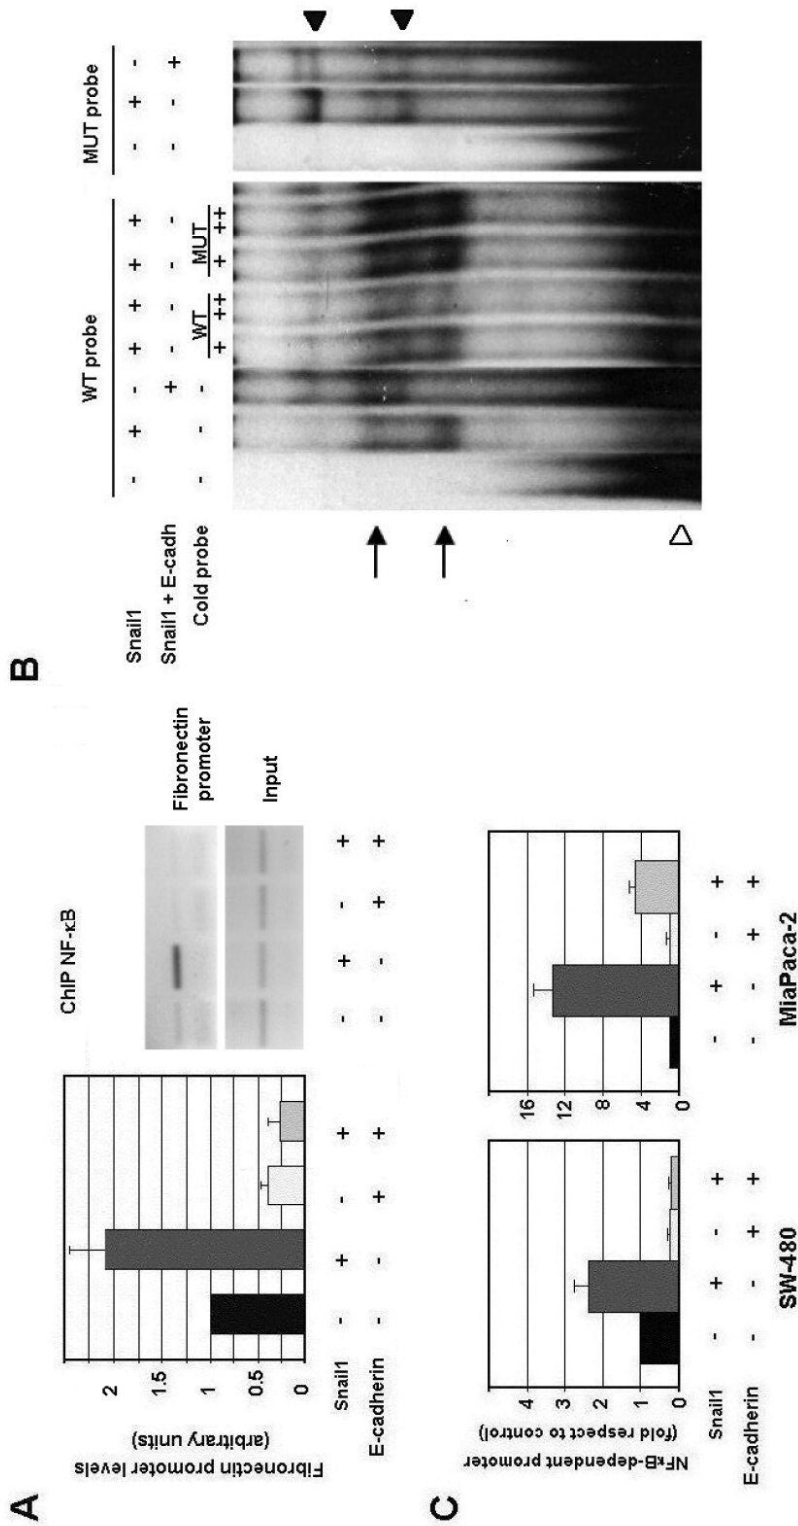 A
Fibronectin promoter levels
(arbitrary units)
2
1.5
1
0.5
0
Snail1 - + - +
E-cadherin - - + +
ChIP NF-κB
Fibronectin
promoter
Input
- + - +
- - + +
B
WT probe MUT probe
Snail1 - + - + + + + - + -
Snail1 + E-cadh + - - - - - - +
Cold probe - - - + ++ + ++
WT MUT
C
NFκB-dependent promoter
(fold respect to control)
4
3
2
1
0
Snail1 - + - +
E-cadherin - - + +
SW-480
16
12
8
4
0
- + - +
- - + +
MiaPaca-2